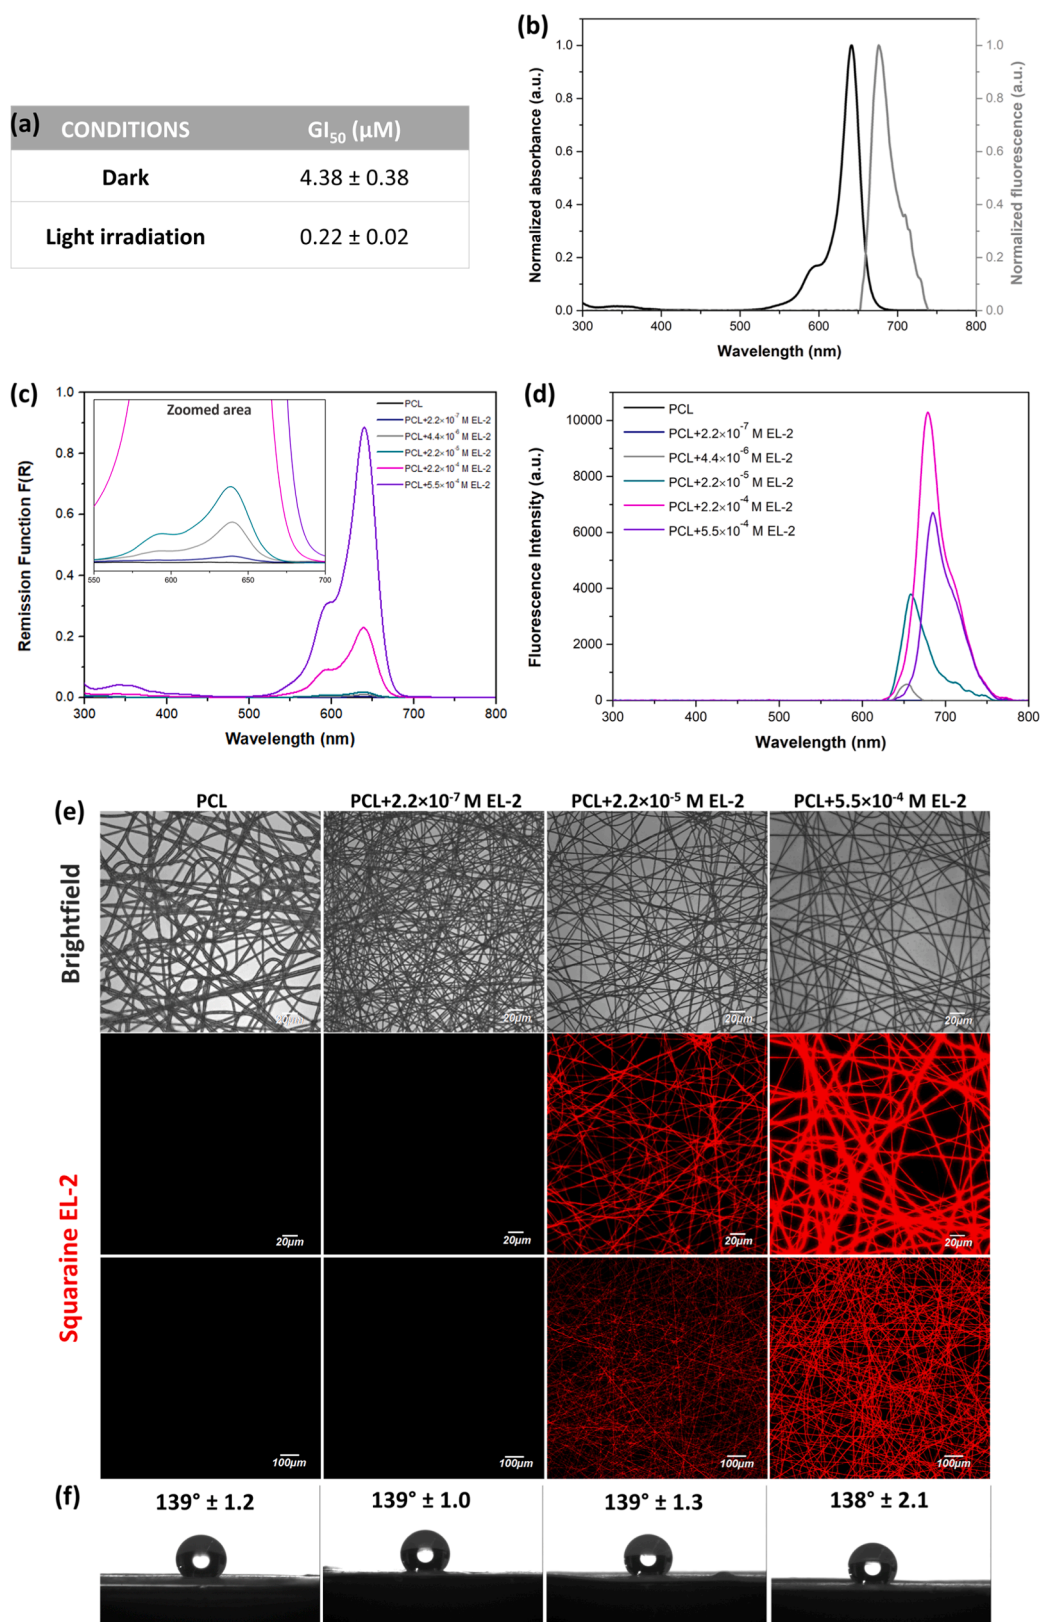 (a)
CONDITIONS GI50 (μM)
Dark 4.38 ± 0.38
Light irradiation 0.22 ± 0.02
(b)
Normalized absorbance (a.u.)
1.0
0.8
0.6
0.4
0.2
0.0
300 400 500 600 700 800
Wavelength (nm)
1.0
0.8
0.6
0.4
0.2
0.0
Normalized fluorescence (a.u.)
(c)
Remission Function F(R)
1.0
0.8
0.6
0.4
0.2
0.0
300 400 500 600 700 800
Wavelength (nm)
Zoomed area
550 600 650 700
PCL
PCL+2.2×10⁻⁷ M EL-2
PCL+4.4×10⁻⁶ M EL-2
PCL+2.2×10⁻⁵ M EL-2
PCL+2.2×10⁻⁴ M EL-2
PCL+5.5×10⁻⁴ M EL-2
(d)
Fluorescence Intensity (a.u.)
10000
8000
6000
4000
2000
0
300 400 500 600 700 800
Wavelength (nm)
PCL
PCL+2.2×10⁻⁷ M EL-2
PCL+4.4×10⁻⁶ M EL-2
PCL+2.2×10⁻⁵ M EL-2
PCL+2.2×10⁻⁴ M EL-2
PCL+5.5×10⁻⁴ M EL-2
(e)
PCL PCL+2.2×10⁻⁷ M EL-2 PCL+2.2×10⁻⁵ M EL-2 PCL+5.5×10⁻⁴ M EL-2
Brightfield
20μm 20μm 20μm 20μm
Squaraine EL-2
20μm 20μm 20μm 20μm
100μm 100μm 100μm 100μm
(f)
139° ± 1.2 139° ± 1.0 139° ± 1.3 138° ± 2.1